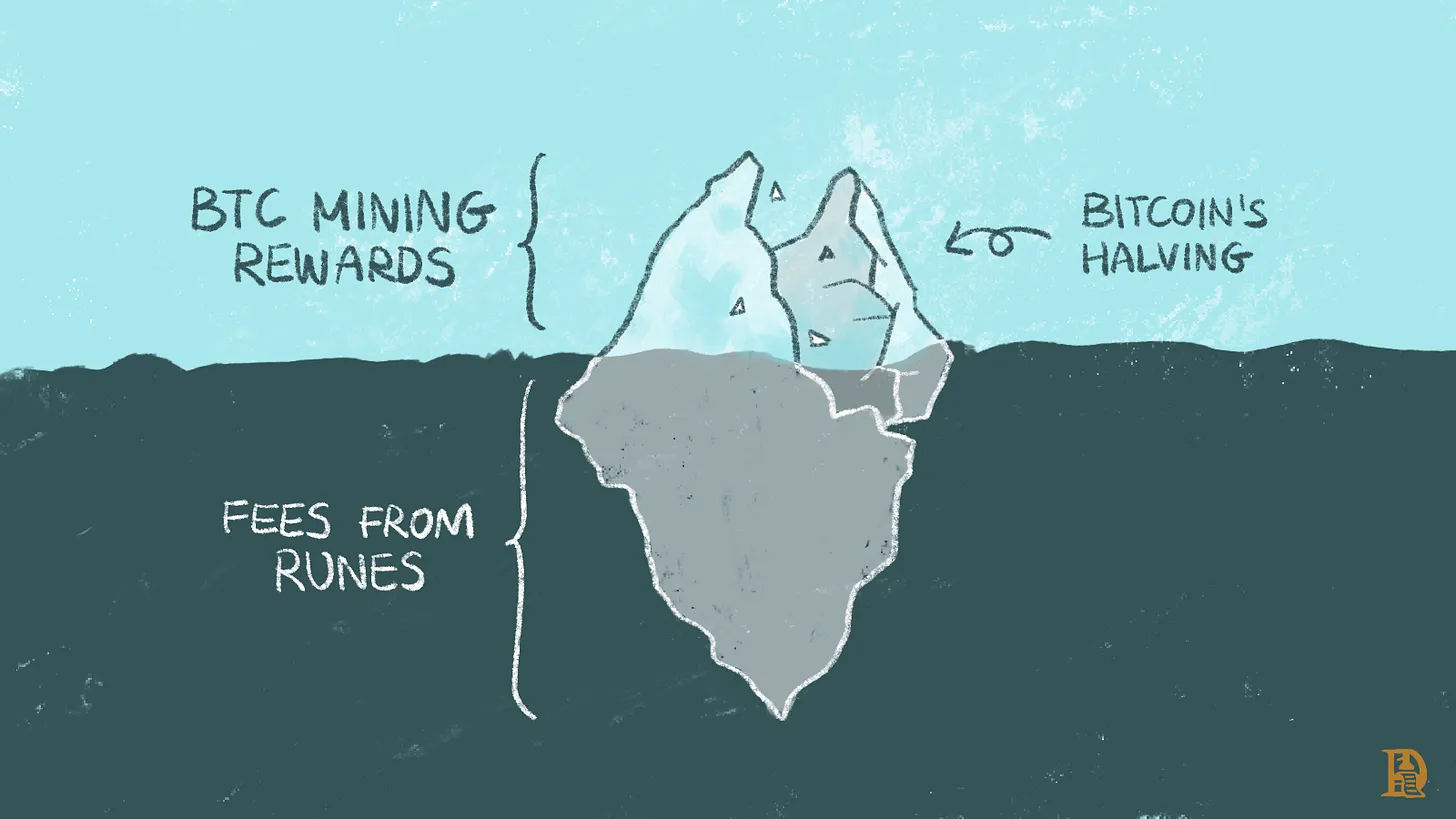 BTC MINING
REWARDS
BITCOIN'S
HALVING
FEES FROM
RUNES